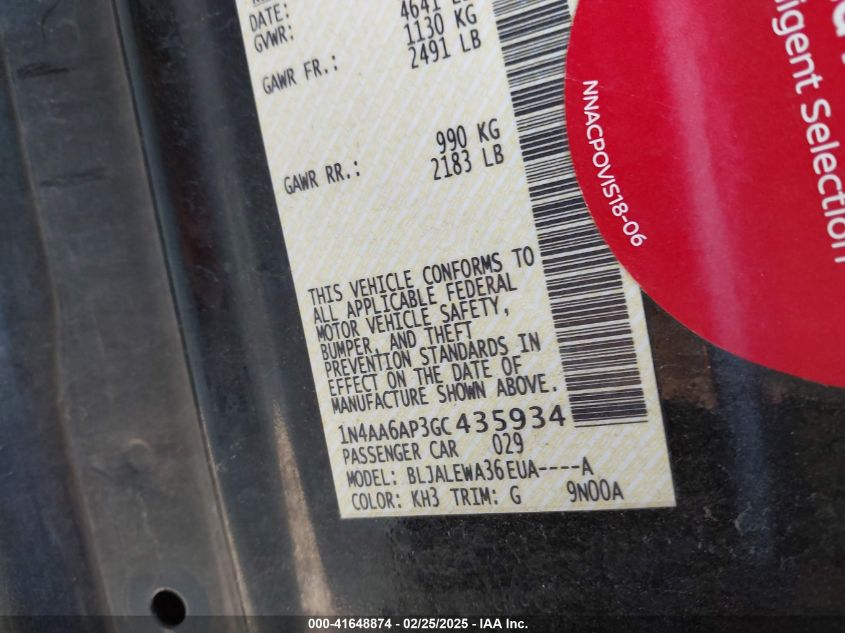 DATE:
GVWR: 4641 LB
GAWR FR.: 1130 KG
2491 LB
GAWR RR.: 990 KG
2183 LB
THIS VEHICLE CONFORMS TO
ALL APPLICABLE FEDERAL
MOTOR VEHICLE SAFETY,
BUMPER, AND THEFT
PREVENTION STANDARDS IN
EFFECT ON THE DATE OF
MANUFACTURE SHOWN ABOVE.
1N4AA6AP3GC435934
PASSENGER CAR 029
MODEL: BLJALEWA36EUA----A
COLOR: KH3 TRIM: G 9N00A
NNACPOVIS18-06
ligent Selection
000-41648874 - 02/25/2025 - IAA Inc.